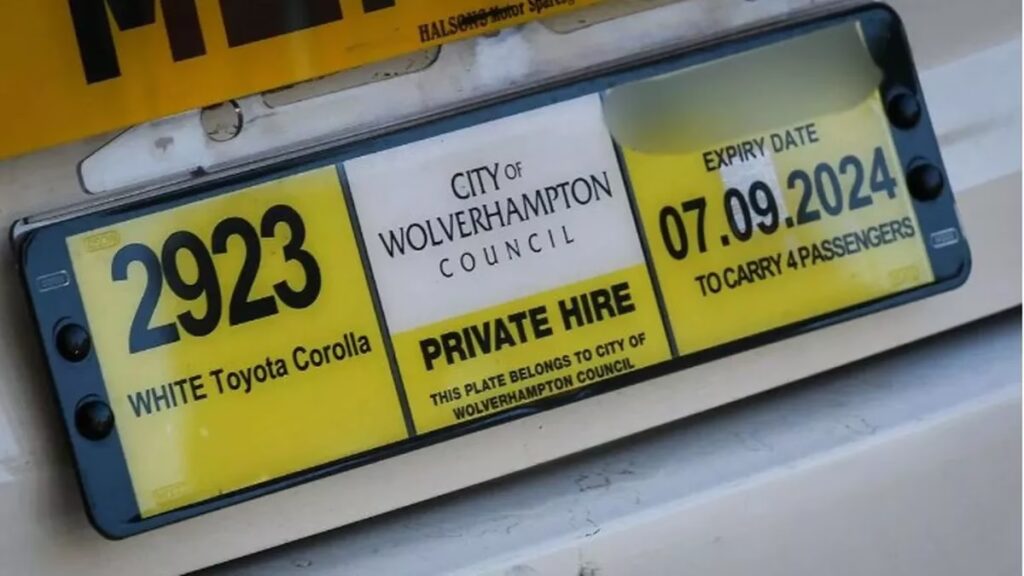 HALSONS Motor Spares
2923
WHITE Toyota Corolla
CITY OF
WOLVERHAMPTON
COUNCIL
PRIVATE HIRE
THIS PLATE BELONGS TO CITY OF
WOLVERHAMPTON COUNCIL
EXPIRY DATE
07.09.2024
TO CARRY 4 PASSENGERS